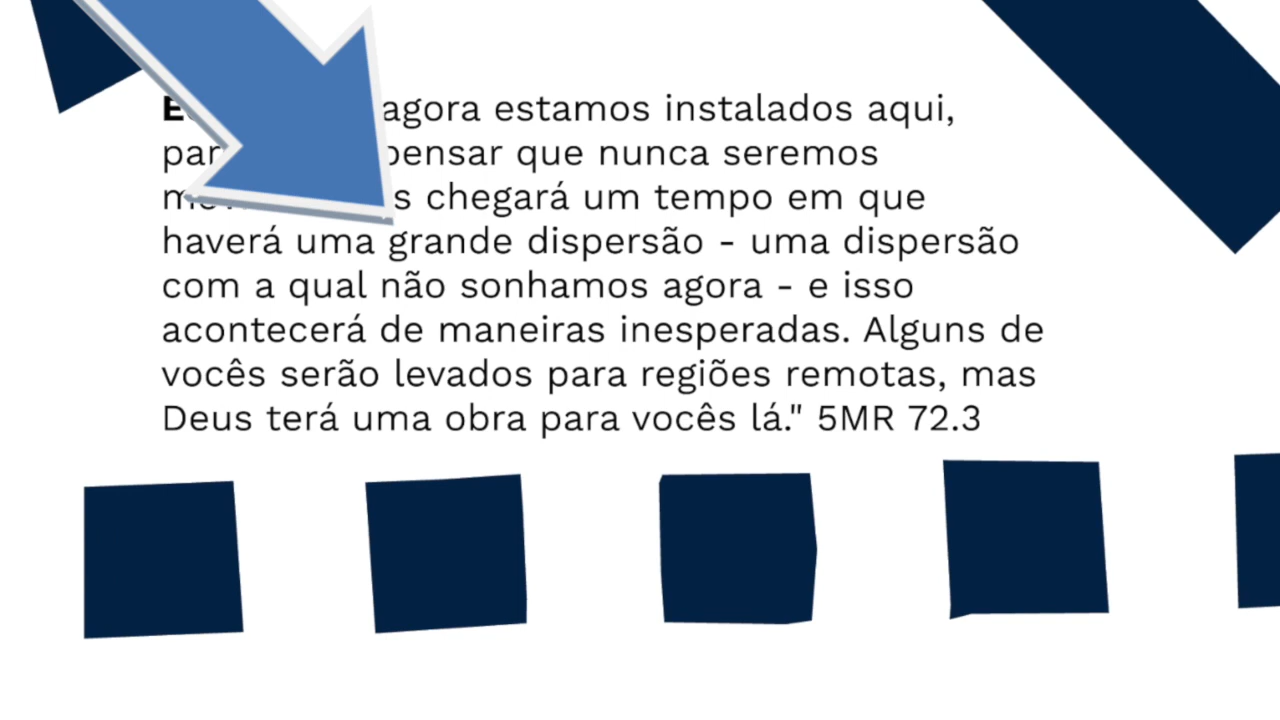 agora estamos instalados aqui,
pensar que nunca seremos
chegará um tempo em que
haverá uma grande dispersão - uma dispersão
com a qual não sonhamos agora - e isso
acontecerá de maneiras inesperadas. Alguns de
vocês serão levados para regiões remotas, mas
Deus terá uma obra para vocês lá." 5MR 72.3